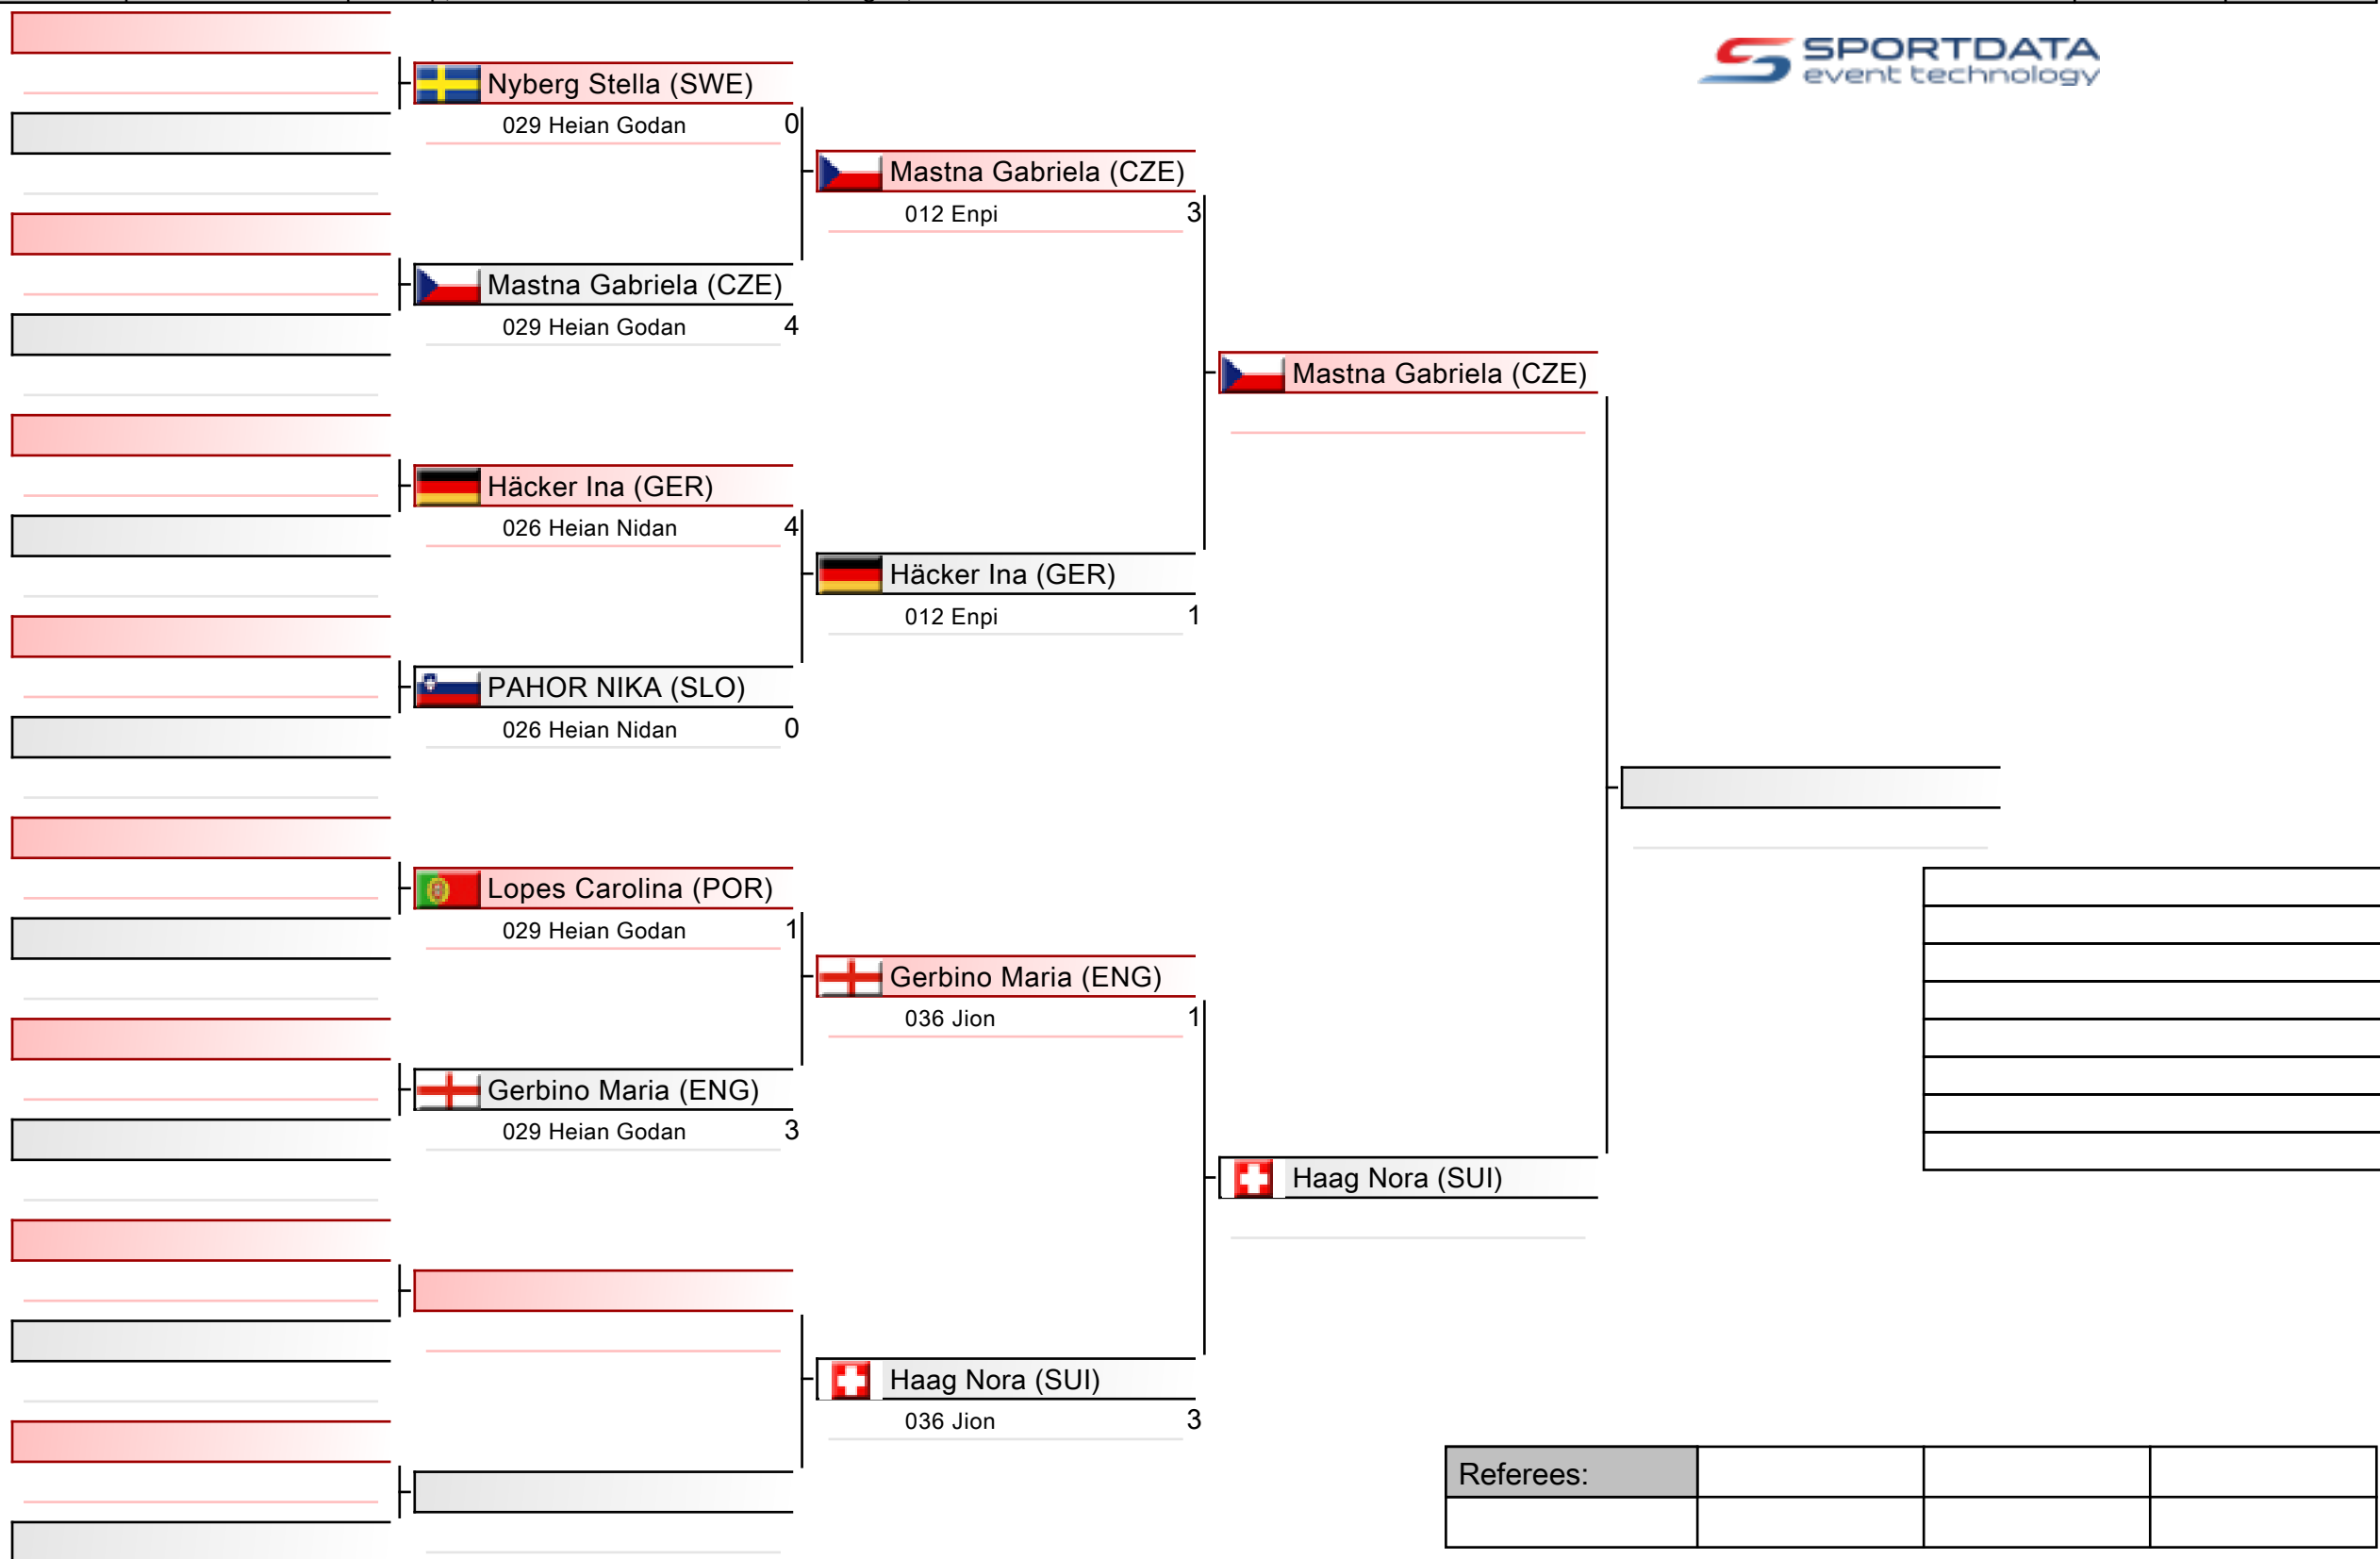 SPORTDATA
event technology
Nyberg Stella (SWE)
029 Heian Godan 0
Mastna Gabriela (CZE)
012 Enpi 3
Mastna Gabriela (CZE)
029 Heian Godan 4
Mastna Gabriela (CZE)
Häcker Ina (GER)
026 Heian Nidan 4
Häcker Ina (GER)
012 Enpi 1
PAHOR NIKA (SLO)
026 Heian Nidan 0
Lopes Carolina (POR)
029 Heian Godan 1
Gerbino Maria (ENG)
036 Jion 1
Gerbino Maria (ENG)
029 Heian Godan 3
Haag Nora (SUI)
Haag Nora (SUI)
036 Jion 3
Referees: